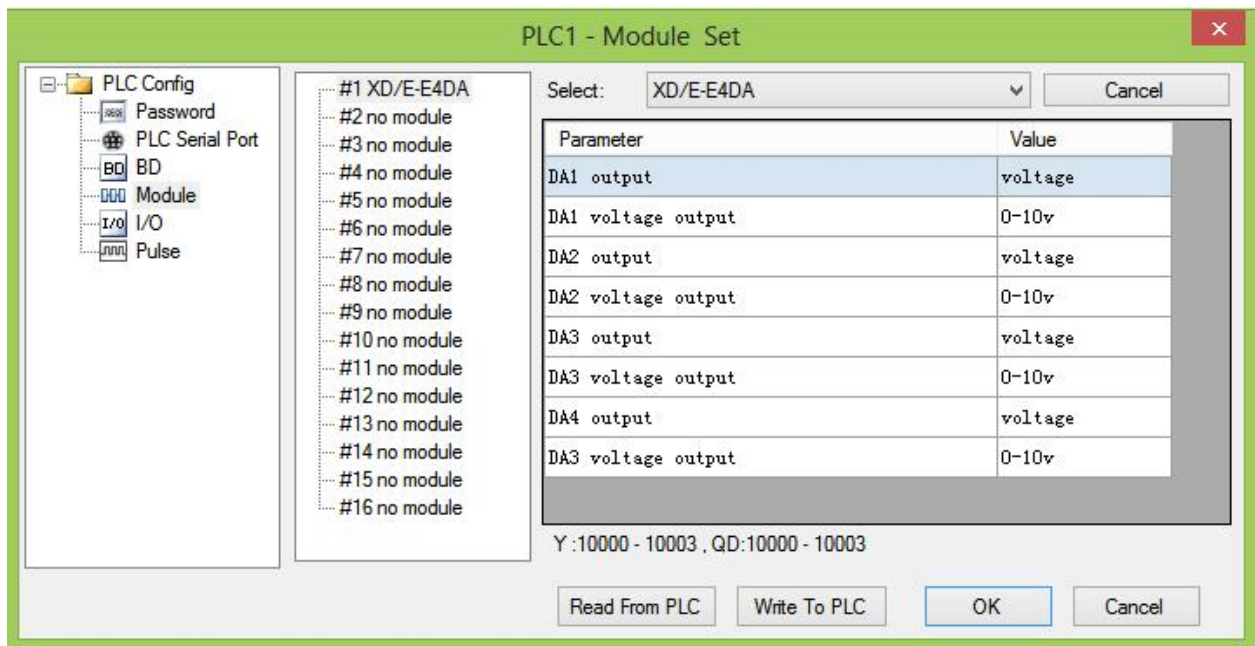 PLC1 - Module Set
PLC Config
Password
PLC Serial Port
BD BD
Module
I/O I/O
Pulse
#1 XD/E-E4DA
#2 no module
#3 no module
#4 no module
#5 no module
#6 no module
#7 no module
#8 no module
#9 no module
#10 no module
#11 no module
#12 no module
#13 no module
#14 no module
#15 no module
#16 no module
Select: XD/E-E4DA Cancel
Parameter Value
DA1 output voltage
DA1 voltage output 0-10v
DA2 output voltage
DA2 voltage output 0-10v
DA3 output voltage
DA3 voltage output 0-10v
DA4 output voltage
DA3 voltage output 0-10v
Y :10000 - 10003 , QD:10000 - 10003
Read From PLC Write To PLC OK Cancel